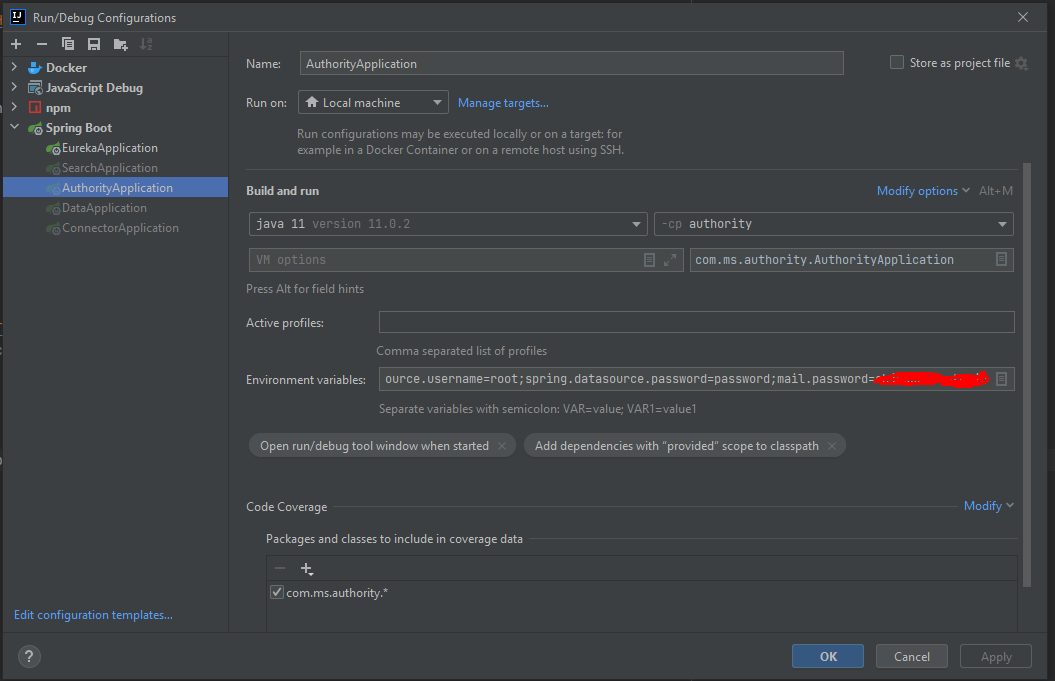 Run/Debug Configurations
Docker
JavaScript Debug
npm
Spring Boot
EurekaApplication
SearchApplication
AuthorityApplication
DataApplication
ConnectorApplication
Edit configuration templates...
Name: AuthorityApplication Store as project file
Run on: Local machine Manage targets...
Run configurations may be executed locally or on a target: for
example in a Docker Container or on a remote host using SSH.
Build and run Modify options Alt+M
java 11 version 11.0.2 -cp authority
VM options com.ms.authority.AuthorityApplication
Press Alt for field hints
Active profiles:
Comma separated list of profiles
Environment variables: ource.username=root;spring.datasource.password=password;mail.password=
Separate variables with semicolon: VAR=value; VAR1=value1
Open run/debug tool window when started Add dependencies with “provided” scope to classpath
Code Coverage Modify
Packages and classes to include in coverage data
com.ms.authority.*
? OK Cancel Apply